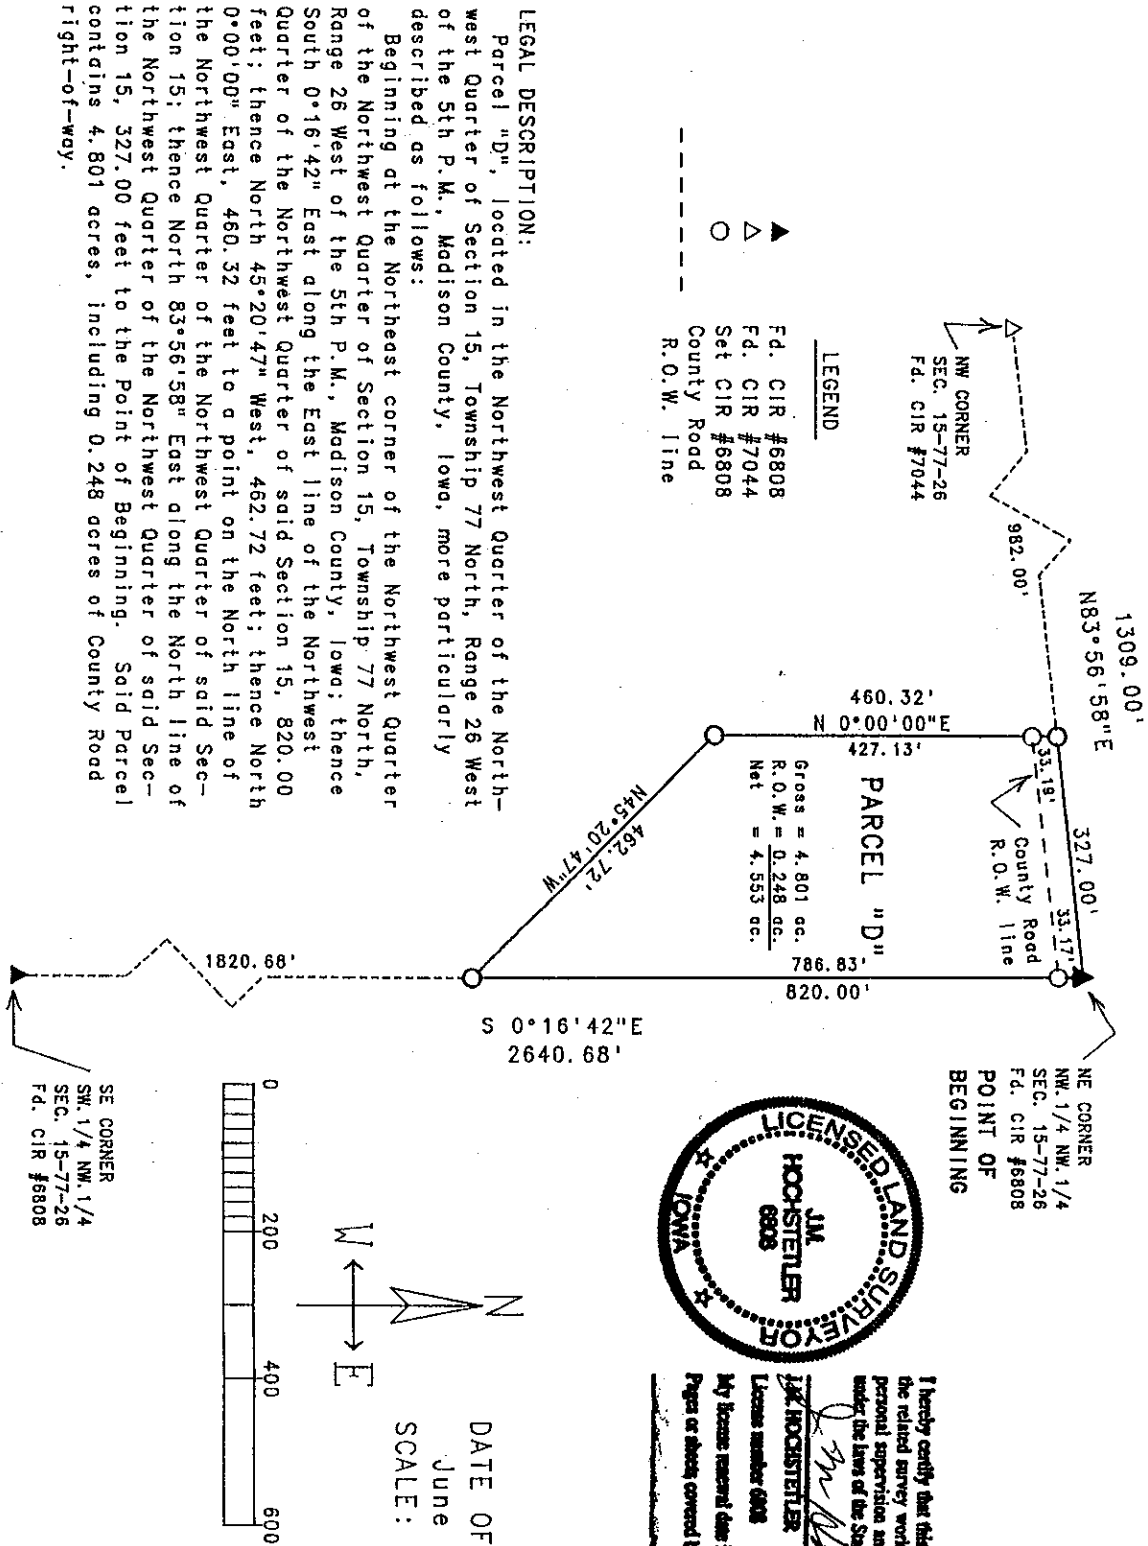 1309.00'
N83°56'58"E
982.00'
327.00'
NW CORNER
SEC. 15-77-26
Fd. CIR #7044
33.19'
33.17'
County Road
R.O.W. line
NE CORNER
NW.1/4 NW.1/4
SEC. 15-77-26
Fd. CIR #6808
POINT OF
BEGINNING
460.32'
N 0°00'00"E
427.13'
PARCEL "D"
Gross = 4.801 ac.
R.O.W. = 0.248 ac.
Net = 4.553 ac.
786.83'
820.00'
462.72'
N45°20'47"W
S 0°16'42"E
2640.68'
1820.68'
SE CORNER
SW.1/4 NW.1/4
SEC. 15-77-26
Fd. CIR #6808
LEGEND
Fd. CIR #6808
Fd. CIR #7044
Set CIR #6808
County Road
R.O.W. line
LEGAL DESCRIPTION:
Parcel "D", located in the Northwest Quarter of the North-
west Quarter of Section 15, Township 77 North, Range 26 West
of the 5th P.M., Madison County, Iowa, more particularly
described as follows:
Beginning at the Northeast corner of the Northwest Quarter
of the Northwest Quarter of Section 15, Township 77 North,
Range 26 West of the 5th P.M., Madison County, Iowa; thence
South 0°16'42" East along the East line of the Northwest
Quarter of the Northwest Quarter of said Section 15, 820.00
feet; thence North 45°20'47" West, 462.72 feet; thence North
0°00'00" East, 460.32 feet to a point on the North line of
the Northwest Quarter of the Northwest Quarter of said Sec-
tion 15; thence North 83°56'58" East along the North line of
the Northwest Quarter of the Northwest Quarter of said Sec-
tion 15, 327.00 feet to the Point of Beginning. Said Parcel
contains 4.801 acres, including 0.248 acres of County Road
right-of-way.
LICENSED LAND SURVEYOR
J.M.
HOCHSTETLER
6808
IOWA
I hereby certify that this
the related survey work
personal supervision an
under the laws of the Sta
J.M. HOCHSTETLER
License number 6808
My license renewal date
Pages or sheets covered
N
W E
0 200 400 600
DATE OF
June
SCALE: